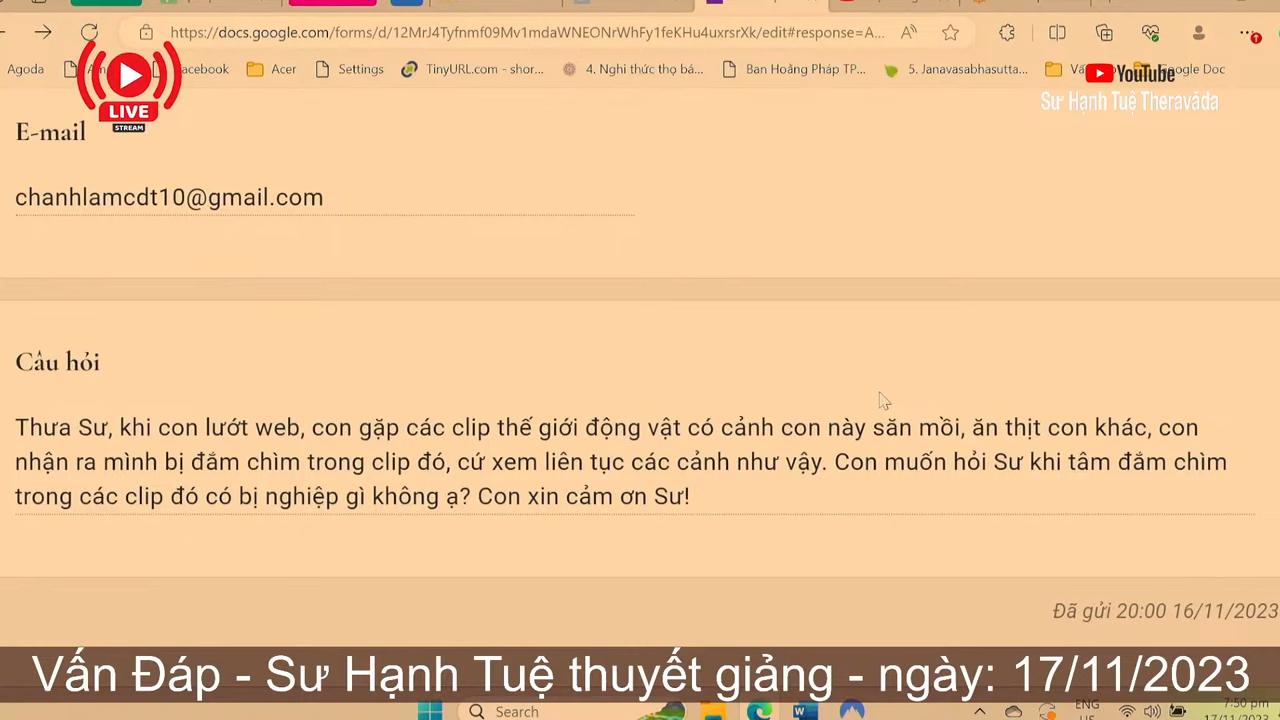 https://docs.google.com/forms/d/12MrJ4Tyfnmf09Mv1mdaWNEONrWhFy1feKHu4uxrsrXk/edit#response=A...
Agoda
acebook
Acer
Settings
TinyURL.com - shor...
4. Nghi thức thọ bá...
Ban Hoằng Pháp TP...
5. Janavasabhasutta...
Google Doc
LIVE
STREAM
YouTube
Sư Hạnh Tuệ Theravāda
E-mail
chanhlamcdt10@gmail.com
Câu hỏi
Thưa Sư, khi con lướt web, con gặp các clip thế giới động vật có cảnh con này săn mồi, ăn thịt con khác, con
nhận ra mình bị đắm chìm trong clip đó, cứ xem liên tục các cảnh như vậy. Con muốn hỏi Sư khi tâm đắm chìm
trong các clip đó có bị nghiệp gì không ạ? Con xin cảm ơn Sư!
Đã gửi 20:00 16/11/2023
Vấn Đáp - Sư Hạnh Tuệ thuyết giảng - ngày: 17/11/2023
Search
ENG
7:50 pm